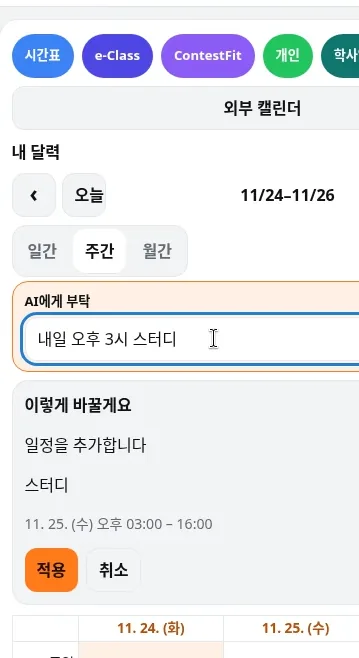 시간표 e-Class ContestFit 개인 학사
외부 캘린더
내 달력
‹ 오늘 11/24–11/26
일간 주간 월간
AI에게 부탁
내일 오후 3시 스터디
이렇게 바꿀게요
일정을 추가합니다
스터디
11. 25. (수) 오후 03:00 – 16:00
적용 취소
11. 24. (화) 11. 25. (수)